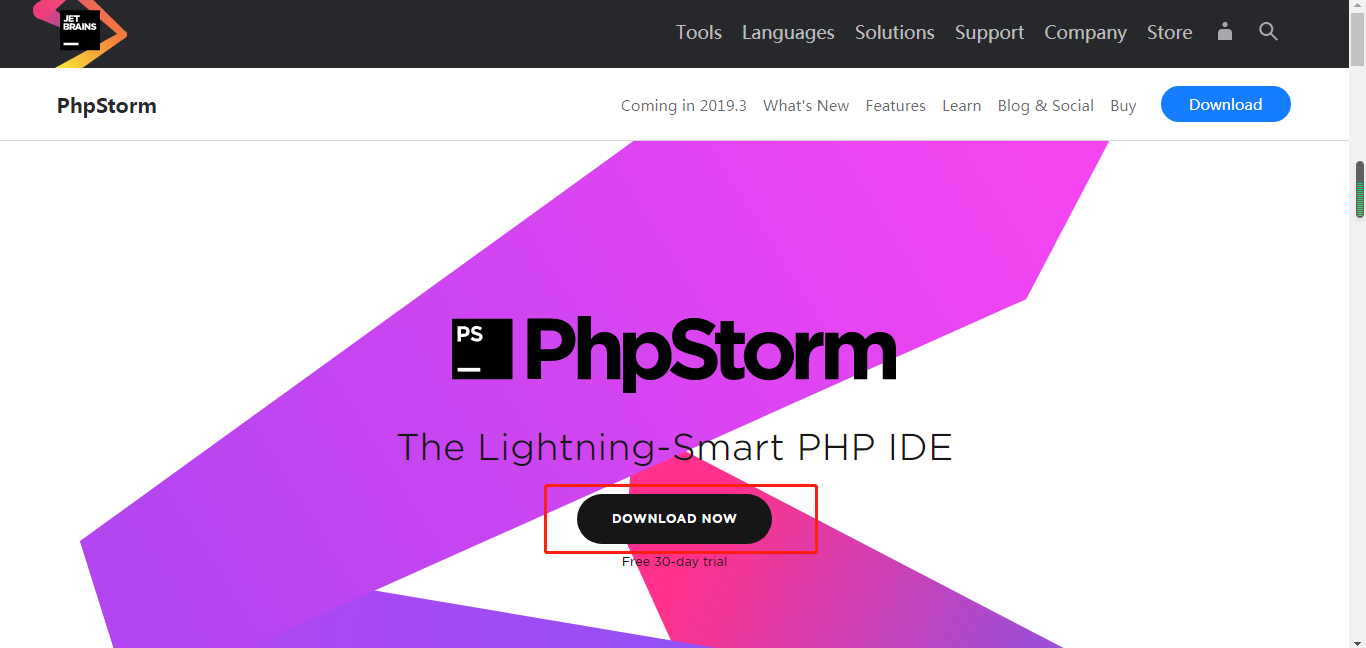 JET
BRAINS
Tools Languages Solutions Support Company Store
PhpStorm
Coming in 2019.3 What's New Features Learn Blog & Social Buy Download
PS
PhpStorm
The Lightning-Smart PHP IDE
DOWNLOAD NOW
Free 30-day trial